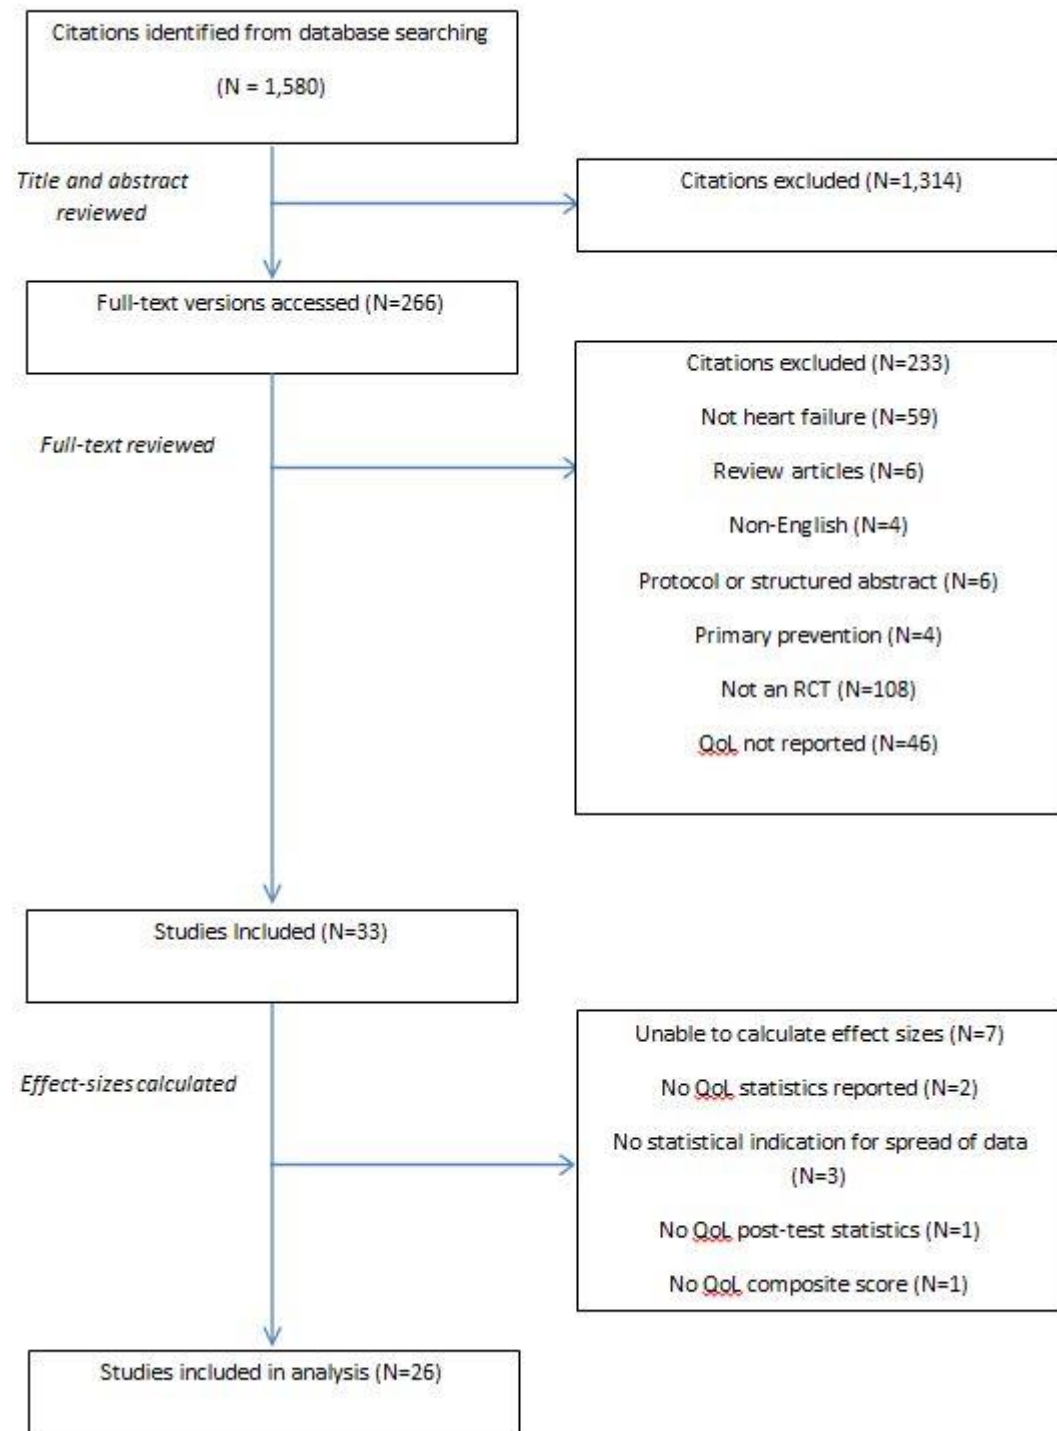 Citations identified from database searching
(N = 1,580)
Title and abstract
reviewed
Citations excluded (N=1,314)
Full-text versions accessed (N=266)
Full-text reviewed
Citations excluded (N=233)
Not heart failure (N=59)
Review articles (N=6)
Non-English (N=4)
Protocol or structured abstract (N=6)
Primary prevention (N=4)
Not an RCT (N=108)
QoL not reported (N=46)
Studies Included (N=33)
Effect-sizes calculated
Unable to calculate effect sizes (N=7)
No QoL statistics reported (N=2)
No statistical indication for spread of data
(N=3)
No QoL post-test statistics (N=1)
No QoL composite score (N=1)
Studies included in analysis (N=26)